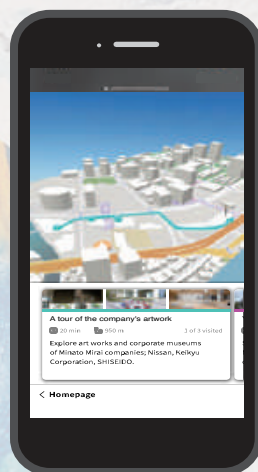 A tour of the company's artwork
20 min 950 m 1 of 3 visited
Explore art works and corporate museums
of Minato Mirai companies; Nissan, Keikyu
Corporation, SHISEIDO.
< Homepage